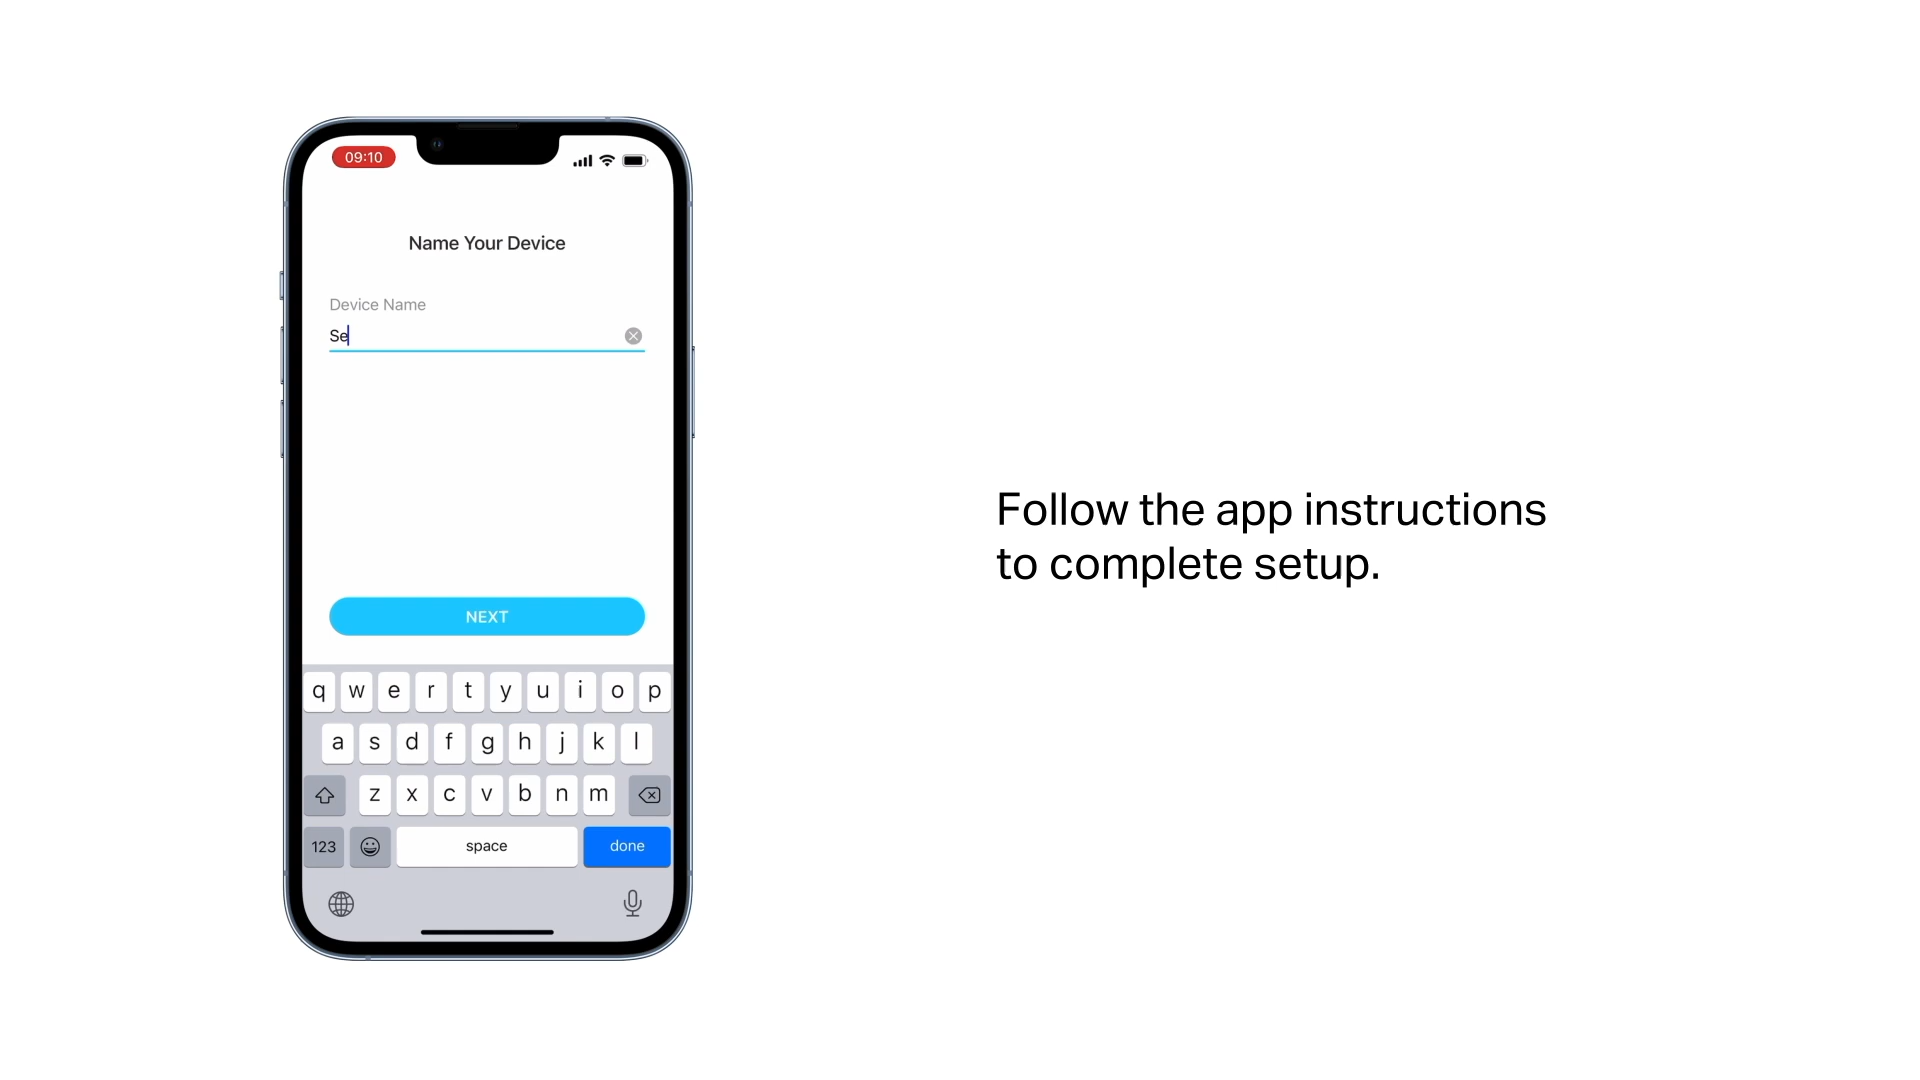 09:10
Name Your Device
Device Name
Se
NEXT
q w e r t y u i o p
a s d f g h j k l
z x c v b n m
123 space done
Follow the app instructions
to complete setup.